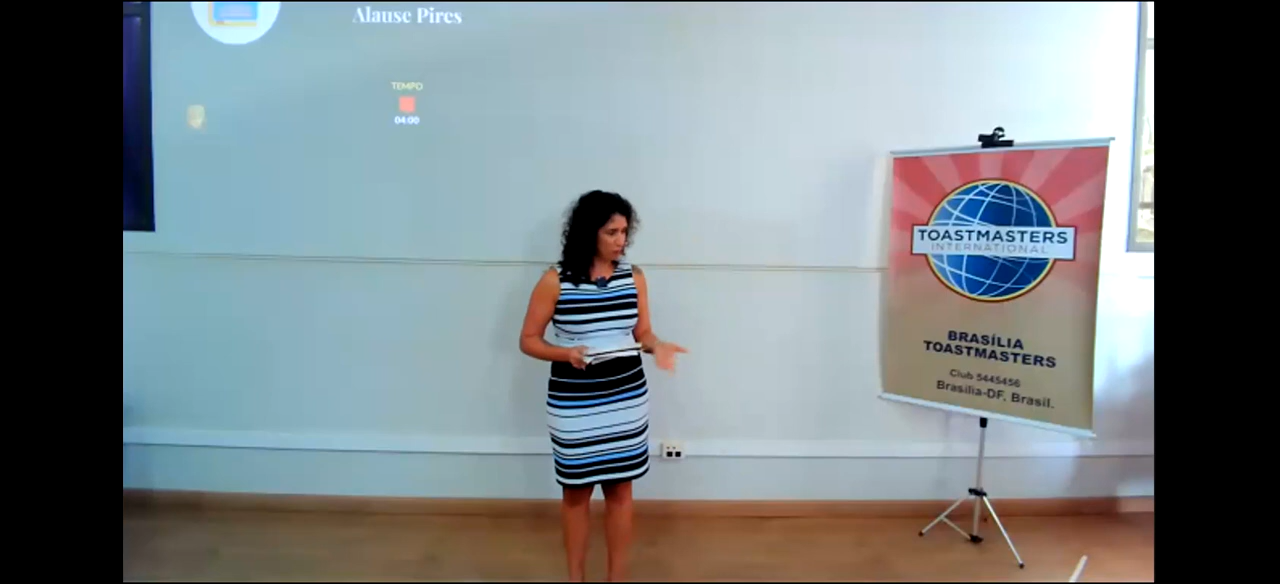 Alause Pires
TEMPO
04:00
TOASTMASTERS
INTERNATIONAL
BRASÍLIA
TOASTMASTERS
Club 5445456
Brasília-DF, Brasil.